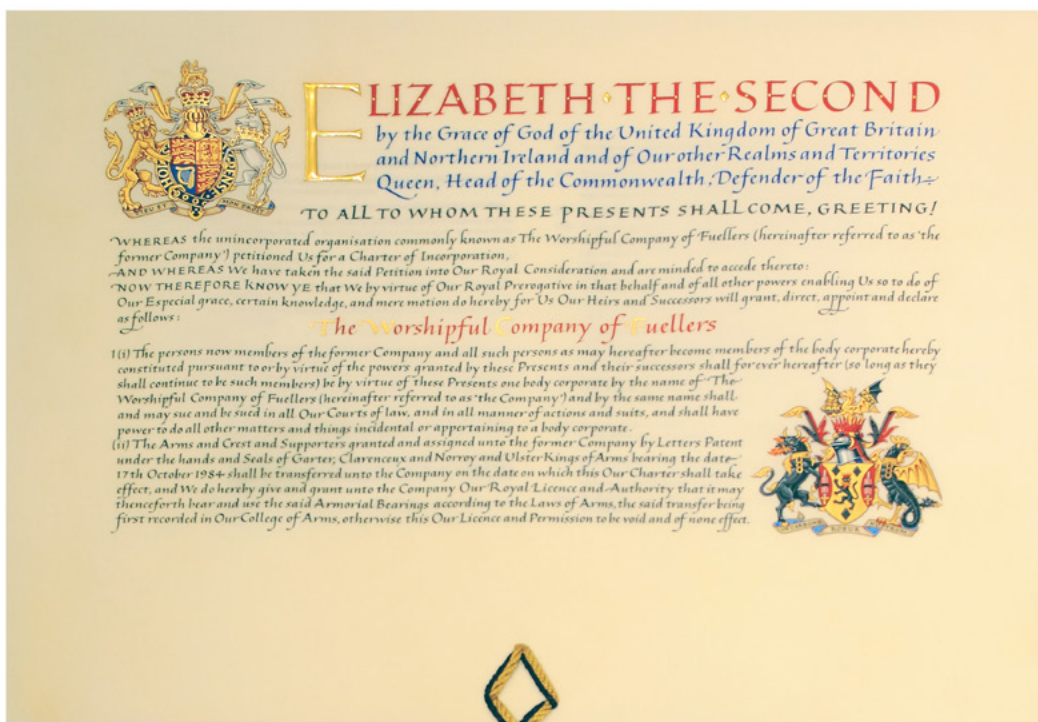 ELIZABETH·THE·SECOND
by the Grace of God of the United Kingdom of Great Britain
and Northern Ireland and of Our other Realms and Territories
Queen, Head of the Commonwealth, Defender of the Faith
TO ALL TO WHOM THESE PRESENTS SHALL COME, GREETING!
WHEREAS the unincorporated organisation commonly known as The Worshipful Company of Fuellers (hereinafter referred to as 'the
former Company') petitioned Us for a Charter of Incorporation,
AND WHEREAS We have taken the said Petition into Our Royal Consideration and are minded to accede thereto:
NOW THEREFORE KNOW YE that We by virtue of Our Royal Prerogative in that behalf and of all other powers enabling Us so to do of
Our Especial grace, certain knowledge, and mere motion do hereby for Us Our Heirs and Successors will grant, direct, appoint and declare
as follows:
The Worshipful Company of Fuellers
1(i) The persons now members of the former Company and all such persons as may hereafter become members of the body corporate hereby
constituted pursuant to or by virtue of the powers granted by these Presents and their successors shall for ever hereafter (so long as they
shall continue to be such members) be by virtue of these Presents one body corporate by the name of 'The
Worshipful Company of Fuellers (hereinafter referred to as 'the Company') and by the same name shall
and may sue and be sued in all Our Courts of law, and in all manner of actions and suits, and shall have
power to do all other matters and things incidental or appertaining to a body corporate.
(ii) The Arms and Crest and Supporters granted and assigned unto the former Company by Letters Patent
under the hands and Seals of Garter, Clarenceux and Norroy and Ulster Kings of Arms bearing the date
17th October 1984 shall be transferred unto the Company on the date on which this Our Charter shall take
effect, and We do hereby give and grant unto the Company Our Royal Licence and Authority that it may
thenceforth bear and use the said Armorial Bearings according to the Laws of Arms, the said transfer being
first recorded in Our College of Arms, otherwise this Our Licence and Permission to be void and of none effect.